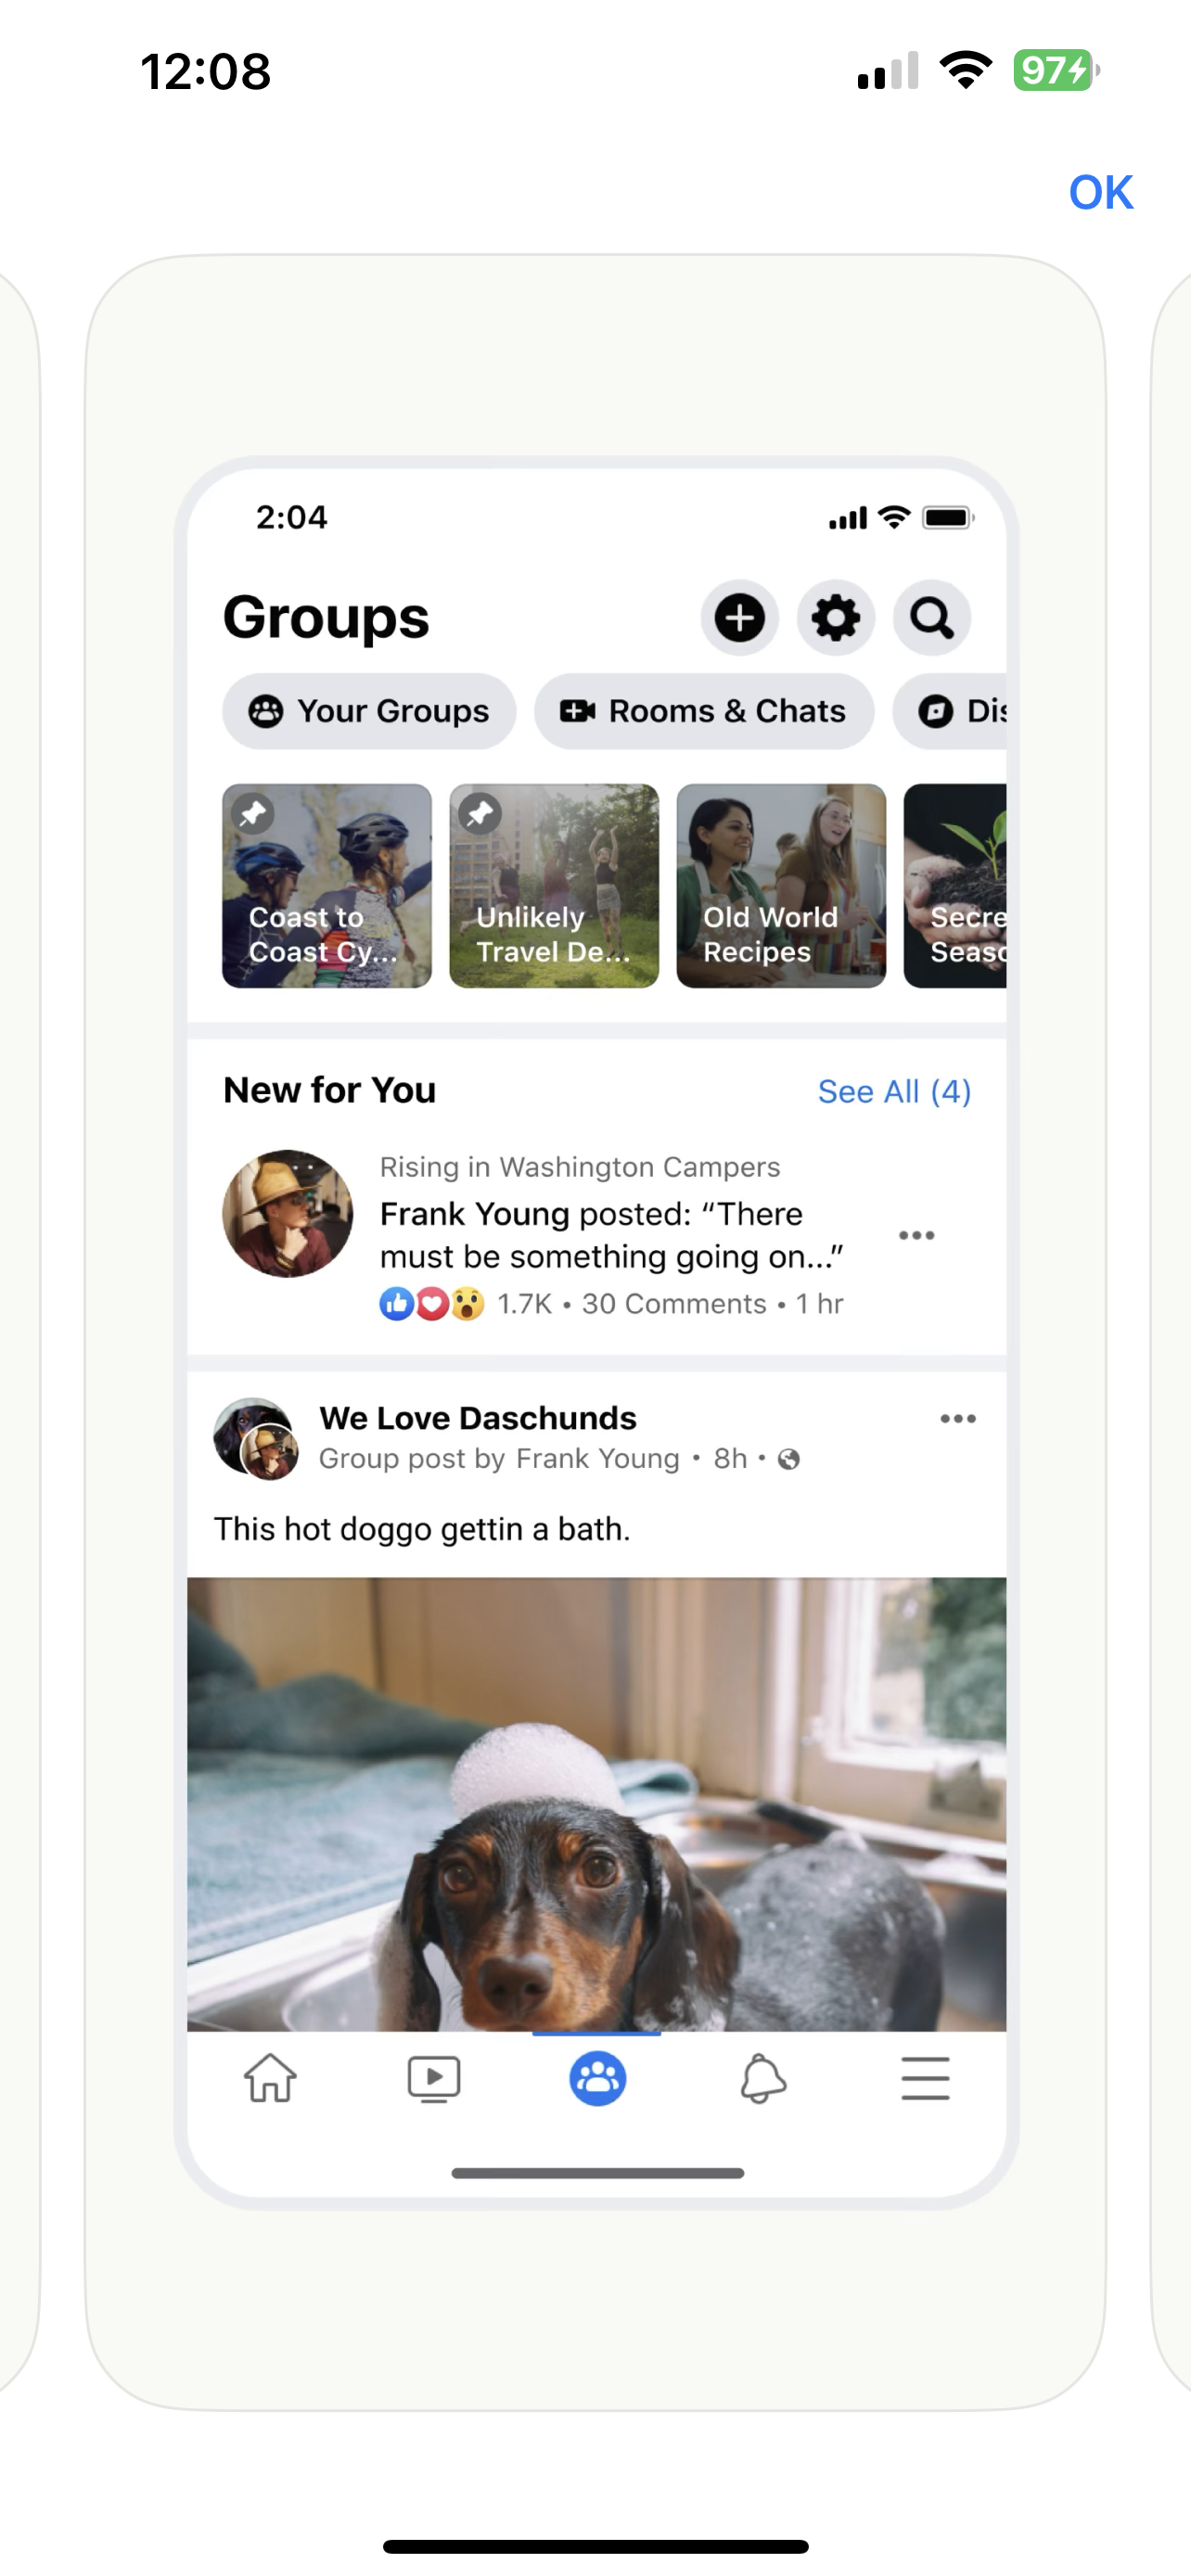 12:08
97
OK
2:04
Groups
Your Groups
Rooms & Chats
Dis
Coast to
Coast Cy...
Unlikely
Travel De...
Old World
Recipes
Secre
Seaso
New for You
See All (4)
Rising in Washington Campers
Frank Young posted: “There
must be something going on...”
1.7K • 30 Comments • 1 hr
We Love Daschunds
Group post by Frank Young • 8h •
This hot doggo gettin a bath.